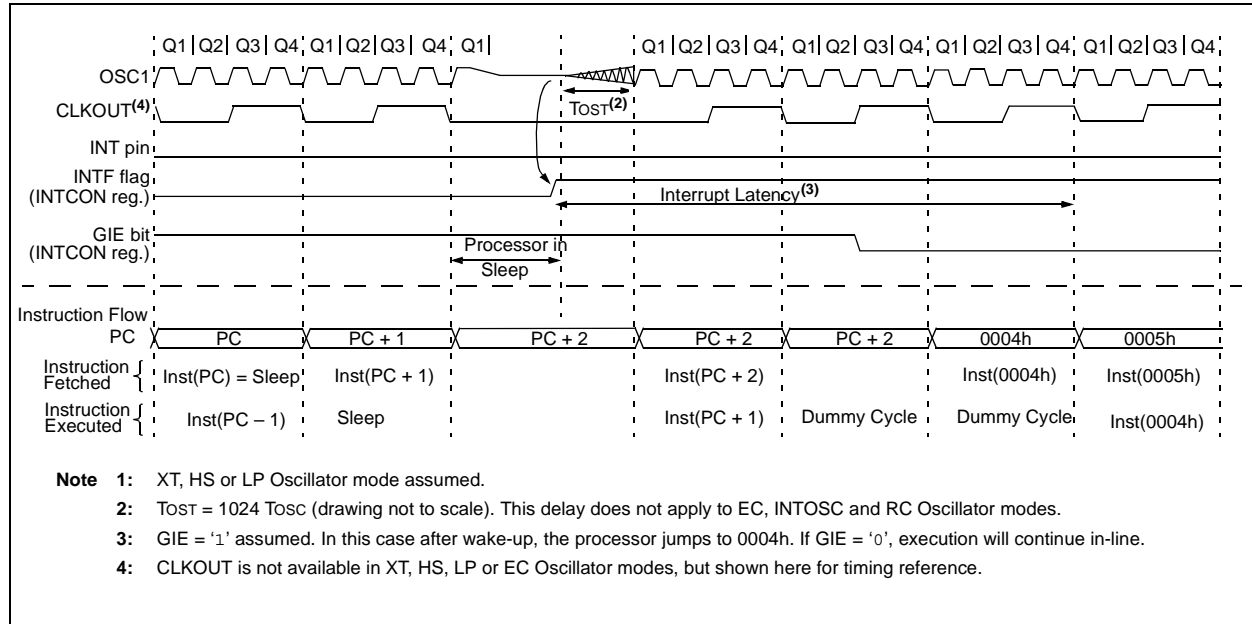 Q1 Q2 Q3 Q4 Q1 Q2 Q3 Q4 Q1 Q1 Q2 Q3 Q4 Q1 Q2 Q3 Q4 Q1 Q2 Q3 Q4 Q1 Q2 Q3 Q4
OSC1
TOST(2)
CLKOUT(4)
INT pin
INTF flag
(INTCON reg.)
Interrupt Latency(3)
GIE bit
(INTCON reg.)
Processor in
Sleep
Instruction Flow
PC PC PC + 1 PC + 2 PC + 2 PC + 2 0004h 0005h
Instruction
Fetched
Inst(PC) = Sleep Inst(PC + 1) Inst(PC + 2) Inst(0004h) Inst(0005h)
Instruction
Executed
Inst(PC – 1) Sleep Inst(PC + 1) Dummy Cycle Dummy Cycle Inst(0004h)
Note 1: XT, HS or LP Oscillator mode assumed.
2: TOST = 1024 TOSC (drawing not to scale). This delay does not apply to EC, INTOSC and RC Oscillator modes.
3: GIE = ‘1’ assumed. In this case after wake-up, the processor jumps to 0004h. If GIE = ‘0’, execution will continue in-line.
4: CLKOUT is not available in XT, HS, LP or EC Oscillator modes, but shown here for timing reference.